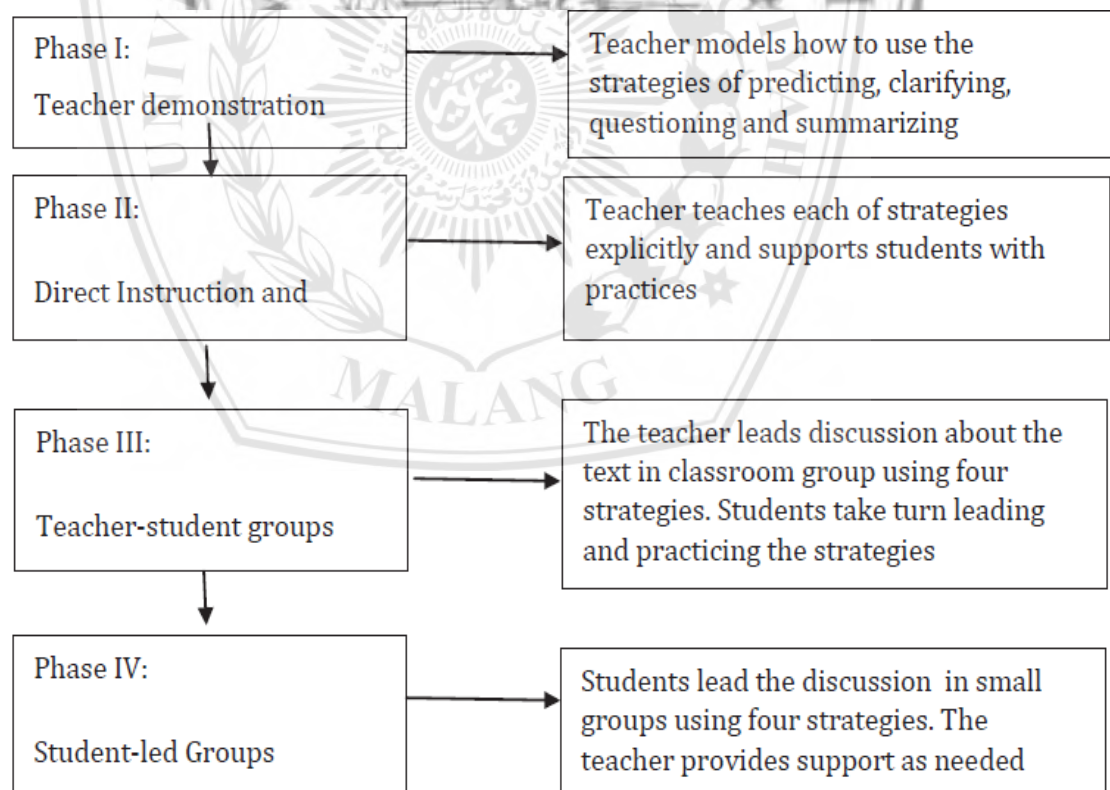 Phase I:
Teacher demonstration
Teacher models how to use the
strategies of predicting, clarifying,
questioning and summarizing
Phase II:
Direct Instruction and
Teacher teaches each of strategies
explicitly and supports students with
practices
Phase III:
Teacher-student groups
The teacher leads discussion about the
text in classroom group using four
strategies. Students take turn leading
and practicing the strategies
Phase IV:
Student-led Groups
Students lead the discussion in small
groups using four strategies. The
teacher provides support as needed
MALANG